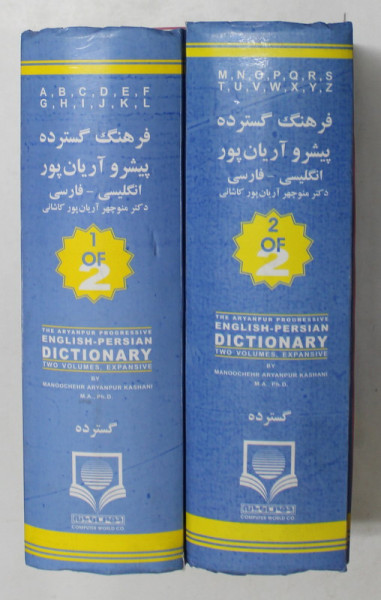 A, B, C, D, E, F
G, H, I, J, K, L
فرهنگ گسترده
پیشرو آریان‌پور
انگلیسی - فارسی
دکتر منوچهر آریان‌پور کاشانی
1
OF
2
THE ARYANPUR PROGRESSIVE
ENGLISH-PERSIAN
DICTIONARY
TWO VOLUMES, EXPANSIVE
BY
MANOOCHEHR ARYANPUR KASHANI
M.A., Ph.D.
گسترده
COMPUTER WORLD CO.
M, N, O, P, Q, R, S
T, U, V, W, X, Y, Z
فرهنگ گسترده
پیشرو آریان‌پور
انگلیسی - فارسی
دکتر منوچهر آریان‌پور کاشانی
2
OF
2
THE ARYANPUR PROGRESSIVE
ENGLISH-PERSIAN
DICTIONARY
TWO VOLUMES, EXPANSIVE
BY
MANOOCHEHR ARYANPUR KASHANI
M.A., Ph.D.
گسترده
COMPUTER WORLD CO.